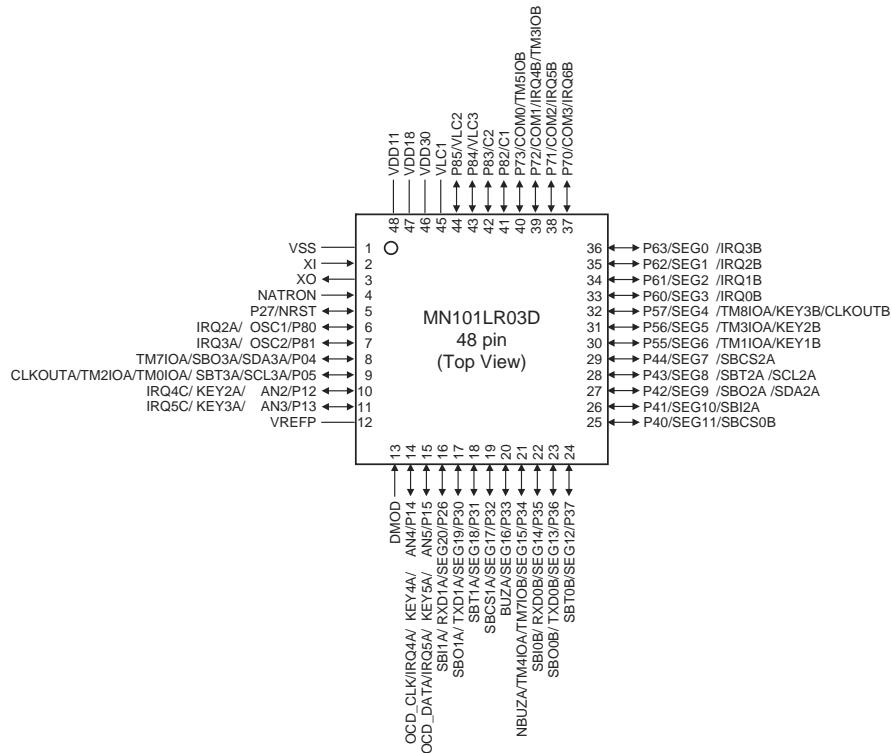 VDD11
VDD18
VDD30
VLC1
P85/VLC2
P84/VLC3
P83/C2
P82/C1
P73/COM0/TM5IOB
P72/COM1/IRQ4B/TM3IOB
P71/COM2/IRQ5B
P70/COM3/IRQ6B
48
47
46
45
44
43
42
41
40
39
38
37
VSS 1
XI 2
XO 3
NATRON 4
P27/NRST 5
IRQ2A/ OSC1/P80 6
IRQ3A/ OSC2/P81 7
TM7IOA/SBO3A/SDA3A/P04 8
CLKOUTA/TM2IOA/TM0IOA/ SBT3A/SCL3A/P05 9
IRQ4C/ KEY2A/ AN2/P12 10
IRQ5C/ KEY3A/ AN3/P13 11
VREFP 12
MN101LR03D
48 pin
(Top View)
36 P63/SEG0 /IRQ3B
35 P62/SEG1 /IRQ2B
34 P61/SEG2 /IRQ1B
33 P60/SEG3 /IRQ0B
32 P57/SEG4 /TM8IOA/KEY3B/CLKOUTB
31 P56/SEG5 /TM3IOA/KEY2B
30 P55/SEG6 /TM1IOA/KEY1B
29 P44/SEG7 /SBCS2A
28 P43/SEG8 /SBT2A /SCL2A
27 P42/SEG9 /SBO2A /SDA2A
26 P41/SEG10/SBI2A
25 P40/SEG11/SBCS0B
13
14
15
16
17
18
19
20
21
22
23
24
DMOD
OCD_CLK/IRQ4A/ KEY4A/ AN4/P14
OCD_DATA/IRQ5A/ KEY5A/ AN5/P15
SBI1A/ RXD1A/SEG20/P26
SBO1A/ TXD1A/SEG19/P30
SBT1A/SEG18/P31
SBCS1A/SEG17/P32
BUZA/SEG16/P33
NBUZA/TM4IOA/TM7IOB/SEG15/P34
SBI0B/ RXD0B/SEG14/P35
SBO0B/ TXD0B/SEG13/P36
SBT0B/SEG12/P37